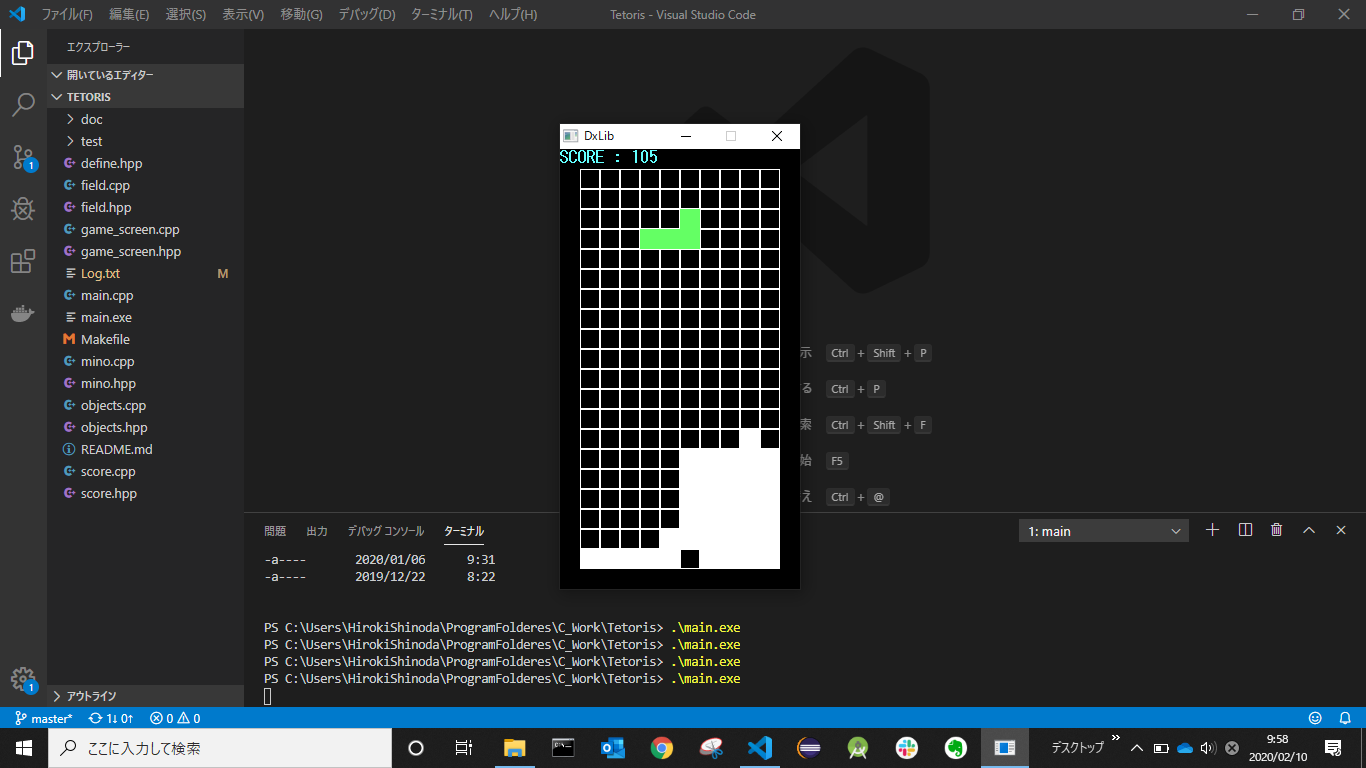 ファイル(F) 編集(E) 選択(S) 表示(V) 移動(G) デバッグ(D) ターミナル(T) ヘルプ(H) Tetoris - Visual Studio Code
エクスプローラー
開いているエディター
TETORIS
doc
test
define.hpp
field.cpp
field.hpp
game_screen.cpp
game_screen.hpp
Log.txt M
main.cpp
main.exe
Makefile
mino.cpp
mino.hpp
objects.cpp
objects.hpp
README.md
score.cpp
score.hpp
アウトライン
DxLib
SCORE : 105
示 Ctrl + Shift + P
る Ctrl + P
索 Ctrl + Shift + F
始 F5
え Ctrl + @
問題 出力 デバッグ コンソール ターミナル 1: main
-a---- 2020/01/06 9:31
-a---- 2019/12/22 8:22
PS C:\Users\HirokiShinoda\ProgramFolderes\C_Work\Tetoris> .\main.exe
PS C:\Users\HirokiShinoda\ProgramFolderes\C_Work\Tetoris> .\main.exe
PS C:\Users\HirokiShinoda\ProgramFolderes\C_Work\Tetoris> .\main.exe
PS C:\Users\HirokiShinoda\ProgramFolderes\C_Work\Tetoris> .\main.exe
1
1
master* 1↓ 0↑ 0 0
ここに入力して検索
デスクトップ
9:58
2020/02/10